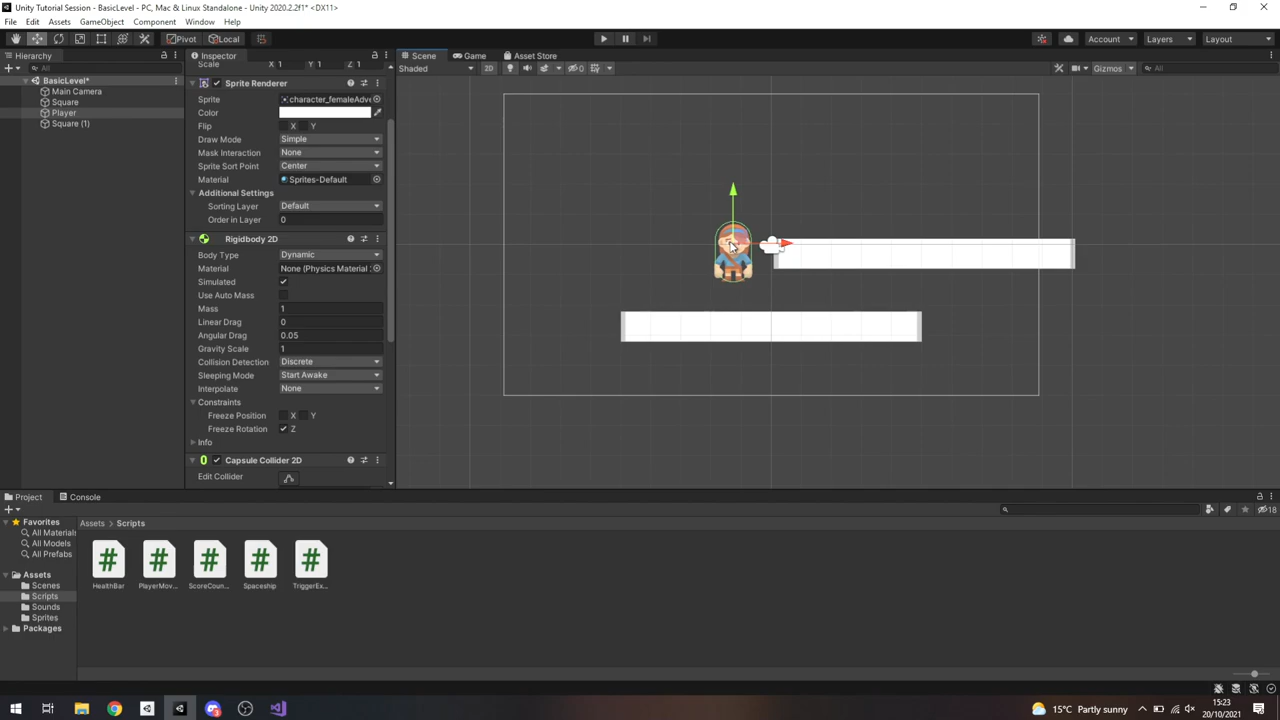 Unity Tutorial Session - BasicLevel - PC, Mac & Linux Standalone - Unity 2020.2.2f1* <DX11>
File Edit Assets GameObject Component Window Help
Pivot Local Account Layers Layout
Hierarchy Inspector Scene Game Asset Store
All Shaded 2D 0 Gizmos All
BasicLevel*
Main Camera
Square
Player
Square (1)
Scale X 1 Y 1 Z 1
Sprite Renderer
Sprite character_femaleAdve
Color
Flip X Y
Draw Mode Simple
Mask Interaction None
Sprite Sort Point Center
Material Sprites-Default
Additional Settings
Sorting Layer Default
Order in Layer 0
Rigidbody 2D
Body Type Dynamic
Material None (Physics Material
Simulated
Use Auto Mass
Mass 1
Linear Drag 0
Angular Drag 0.05
Gravity Scale 1
Collision Detection Discrete
Sleeping Mode Start Awake
Interpolate None
Constraints
Freeze Position X Y
Freeze Rotation Z
Info
Capsule Collider 2D
Edit Collider
Project Console
18
Favorites
All Materials
All Models
All Prefabs
Assets
Scenes
Scripts
Sounds
Sprites
Packages
Assets > Scripts
# # # # #
HealthBar PlayerMov... ScoreCoun... Spaceship TriggerEx...
15°C Partly sunny
15:23
20/10/2021